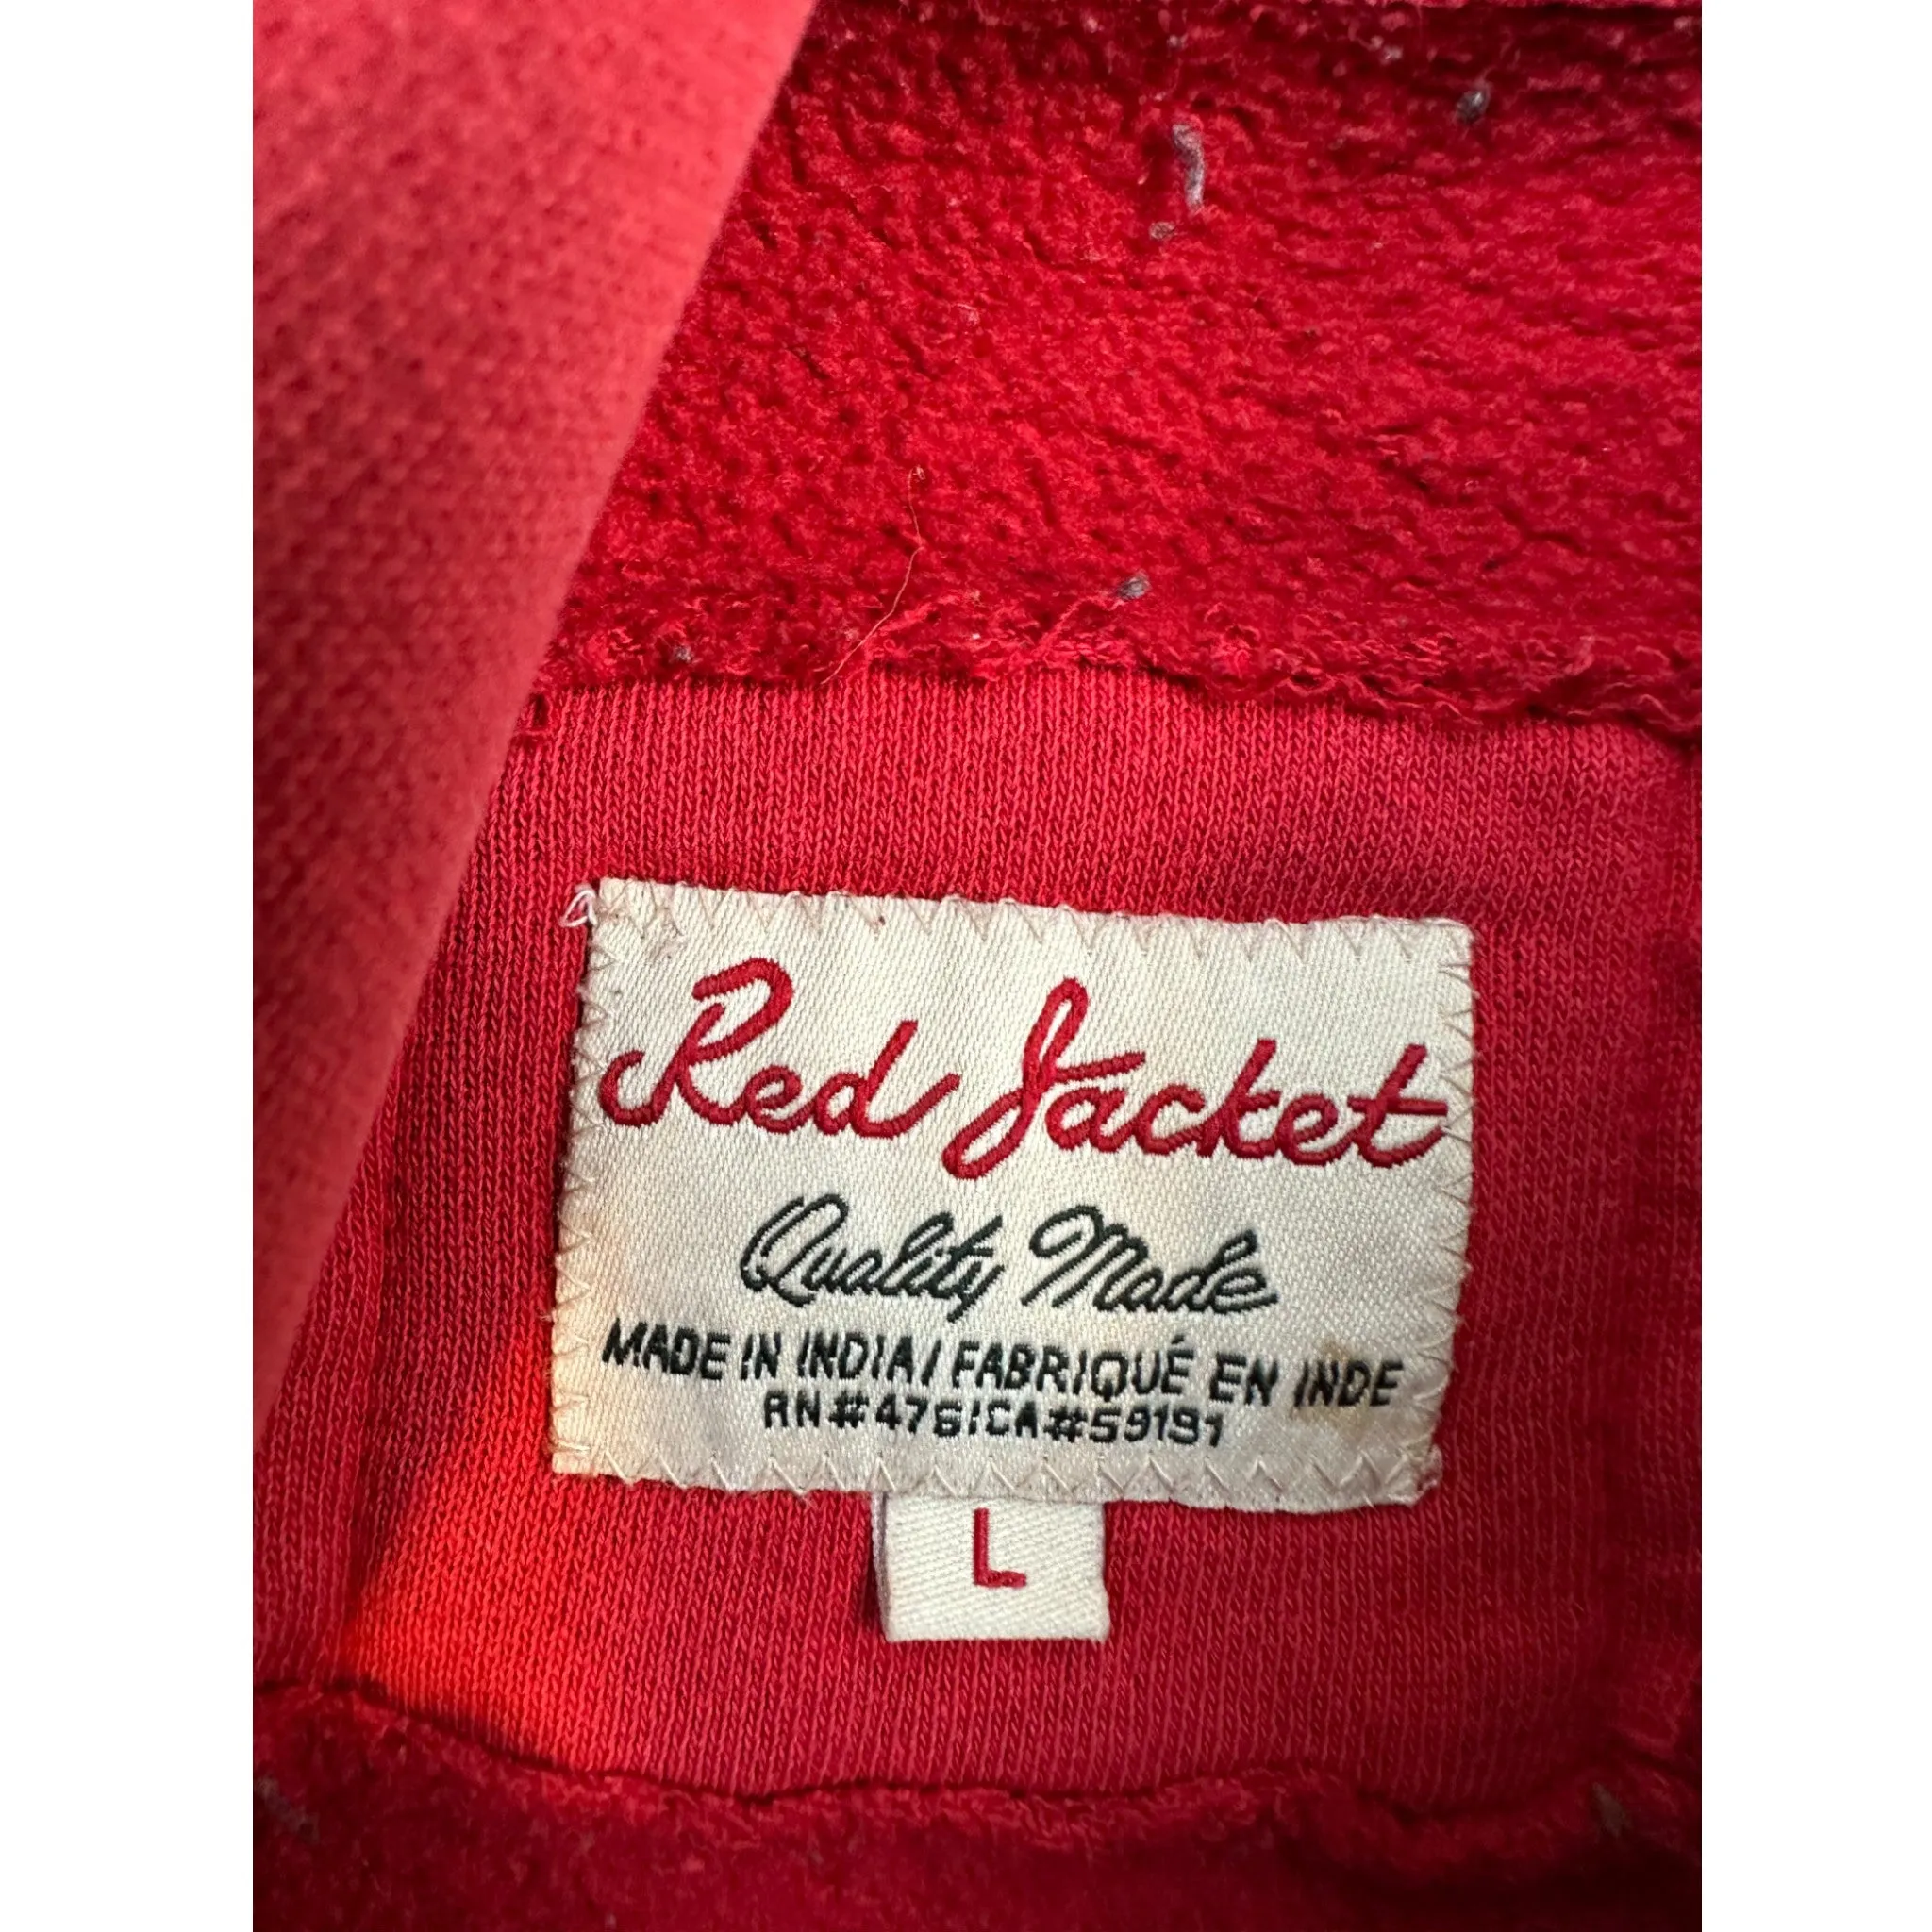 Red Jacket
Quality Made
MADE IN INDIA / FABRIQUÉ EN INDE
RN#476/CA#59191
L